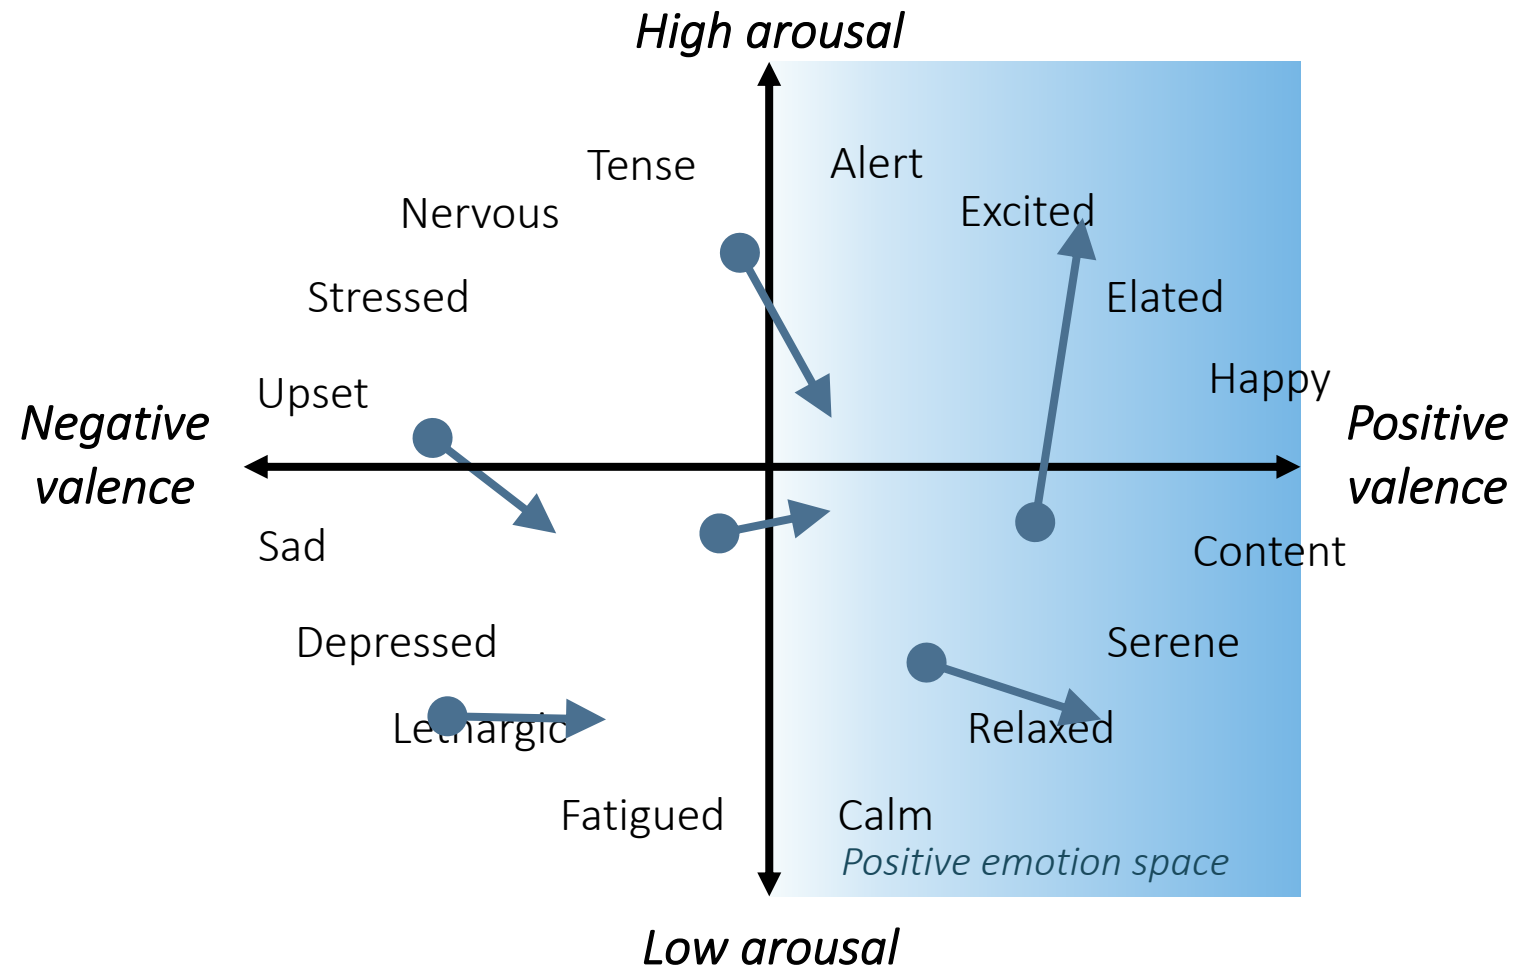 High arousal
Tense
Alert
Nervous
Excited
Stressed
Elated
Happy
Upset
Negative
valence
Positive
valence
Sad
Content
Depressed
Serene
Lethargic
Relaxed
Fatigued
Calm
Positive emotion space
Low arousal